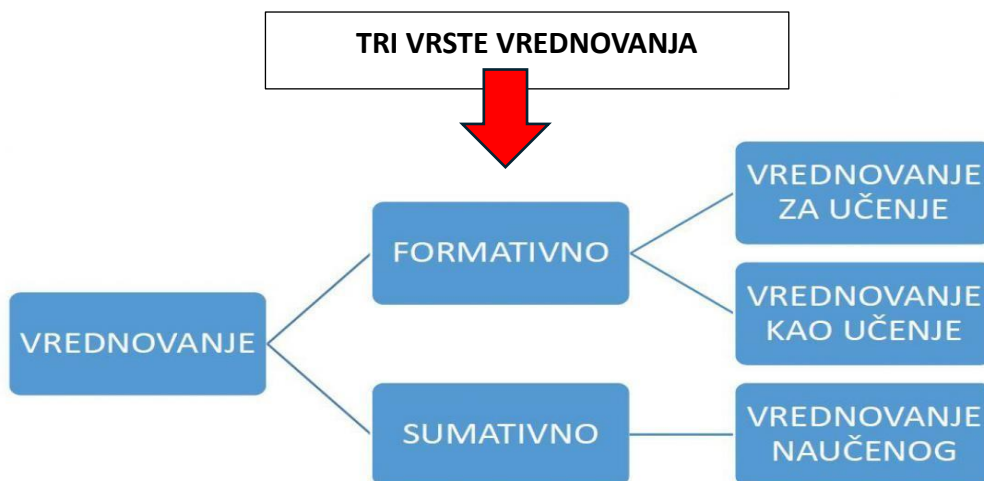 TRI VRSTE VREDNOVANJA
VREDNOVANJE
FORMATIVNO
VREDNOVANJE
ZA UČENJE
VREDNOVANJE
KAO UČENJE
SUMATIVNO
VREDNOVANJE
NAUČENOG